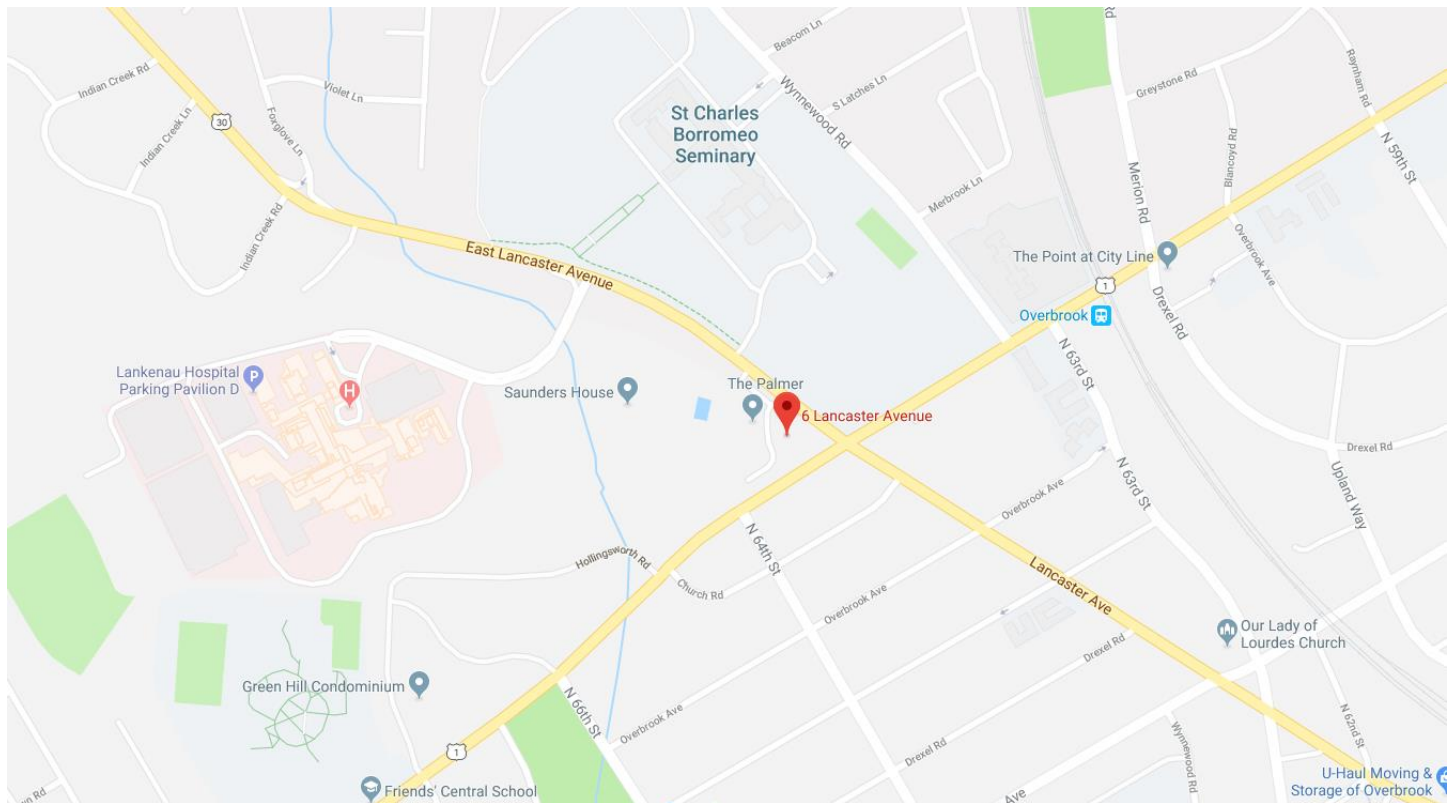 Beacom Ln
Rd
Indian Creek Rd
Violet Ln
Wynnewood Rd
S Latches Ln
Greystone Rd
Raynham Rd
30
Foxglove Ln
Indian Creek Ln
St Charles
Borromeo
Seminary
N 59th St
Blancoyd Rd
Merion Rd
Merbrook Ln
Indian Creek Rd
East Lancaster Avenue
The Point at City Line
Overbrook Ave
1
Overbrook
Drexel Rd
N 63rd St
Lankenau Hospital
Parking Pavilion D
P
H
Saunders House
The Palmer
6 Lancaster Avenue
Drexel Rd
N 63rd St
Upland Way
Overbrook Ave
N 64th St
Hollingsworth Rd
Church Rd
Lancaster Ave
Overbrook Ave
Our Lady of
Lourdes Church
Drexel Rd
Green Hill Condominium
N 66th St
Overbrook Ave
N 62nd St
Drexel Rd
Wynnewood Rd
1
U-Haul Moving &
Storage of Overbrook
Friends' Central School
Ave